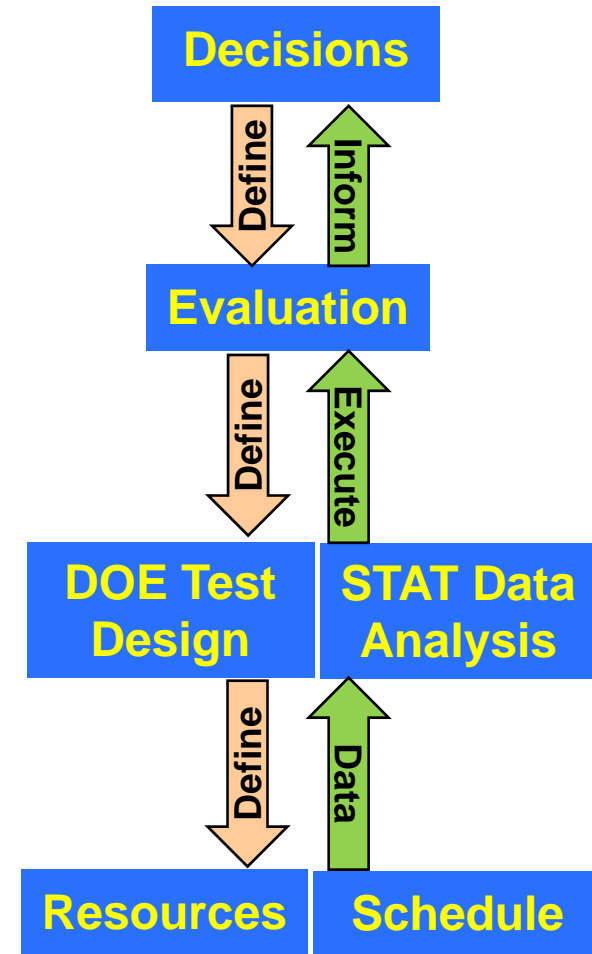 Decisions
Define
Inform
Evaluation
Define
Execute
DOE Test
Design
STAT Data
Analysis
Define
Data
Resources
Schedule